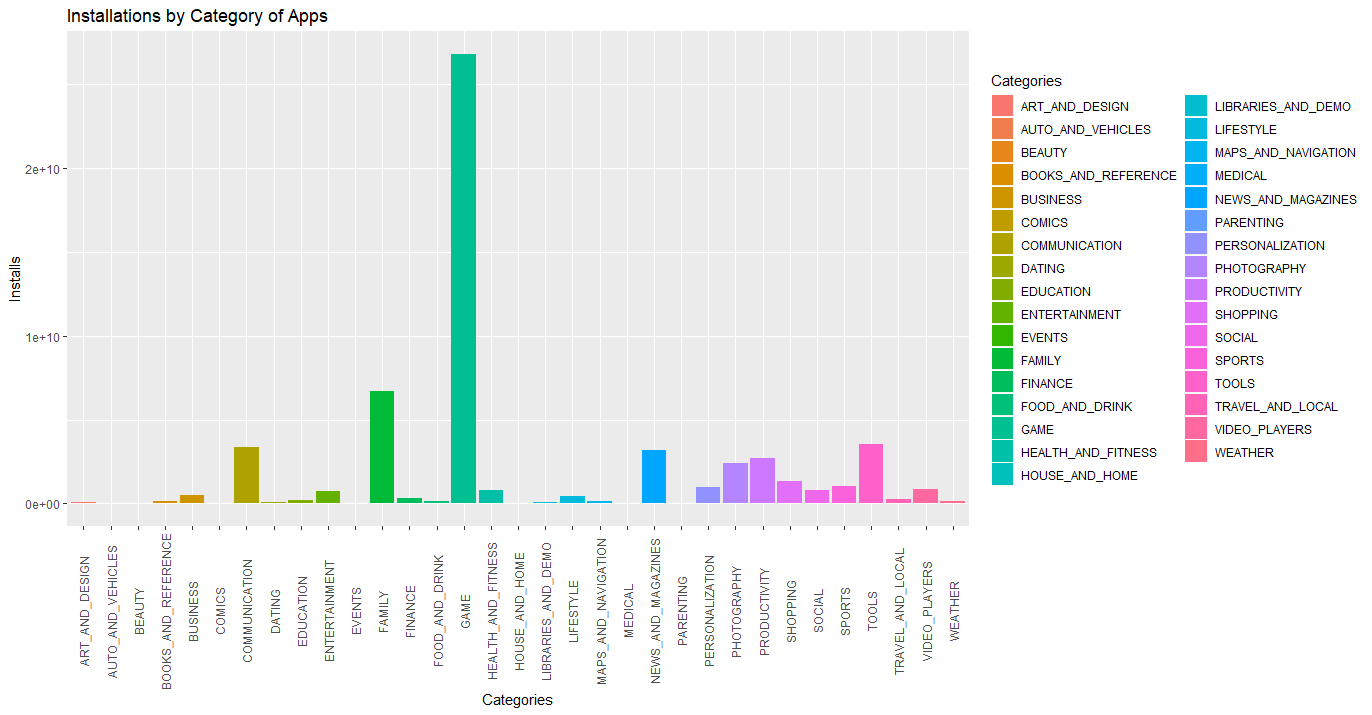 Installations by Category of Apps
Installs
2e+10
1e+10
0e+00
ART_AND_DESIGN
AUTO_AND_VEHICLES
BEAUTY
BOOKS_AND_REFERENCE
BUSINESS
COMICS
COMMUNICATION
DATING
EDUCATION
ENTERTAINMENT
EVENTS
FAMILY
FINANCE
FOOD_AND_DRINK
GAME
HEALTH_AND_FITNESS
HOUSE_AND_HOME
LIBRARIES_AND_DEMO
LIFESTYLE
MAPS_AND_NAVIGATION
MEDICAL
NEWS_AND_MAGAZINES
PARENTING
PERSONALIZATION
PHOTOGRAPHY
PRODUCTIVITY
SHOPPING
SOCIAL
SPORTS
TOOLS
TRAVEL_AND_LOCAL
VIDEO_PLAYERS
WEATHER
Categories
Categories
ART_AND_DESIGN
AUTO_AND_VEHICLES
BEAUTY
BOOKS_AND_REFERENCE
BUSINESS
COMICS
COMMUNICATION
DATING
EDUCATION
ENTERTAINMENT
EVENTS
FAMILY
FINANCE
FOOD_AND_DRINK
GAME
HEALTH_AND_FITNESS
HOUSE_AND_HOME
LIBRARIES_AND_DEMO
LIFESTYLE
MAPS_AND_NAVIGATION
MEDICAL
NEWS_AND_MAGAZINES
PARENTING
PERSONALIZATION
PHOTOGRAPHY
PRODUCTIVITY
SHOPPING
SOCIAL
SPORTS
TOOLS
TRAVEL_AND_LOCAL
VIDEO_PLAYERS
WEATHER